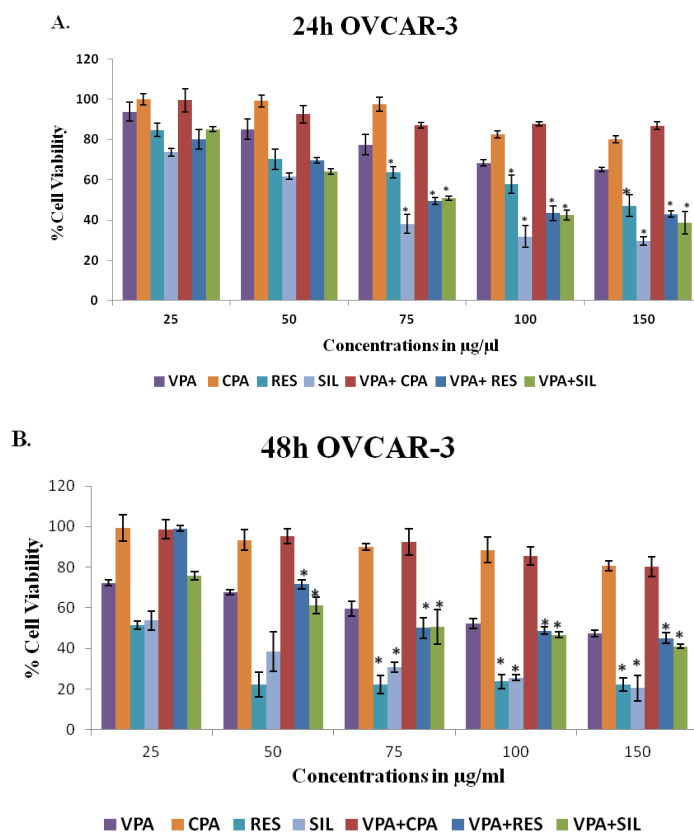 A.
24h OVCAR-3
120
100
80
60
40
20
0
%Cell Viability
* * * * * * * * * * * *
25 50 75 100 150
Concentrations in µg/µl
VPA CPA RES SIL VPA+ CPA VPA+ RES VPA+SIL
B.
48h OVCAR-3
120
100
80
60
40
20
0
% Cell Viability
* * * * * * * * * * * * * *
25 50 75 100 150
Concentrations in µg/ml
VPA CPA RES SIL VPA+CPA VPA+RES VPA+SIL